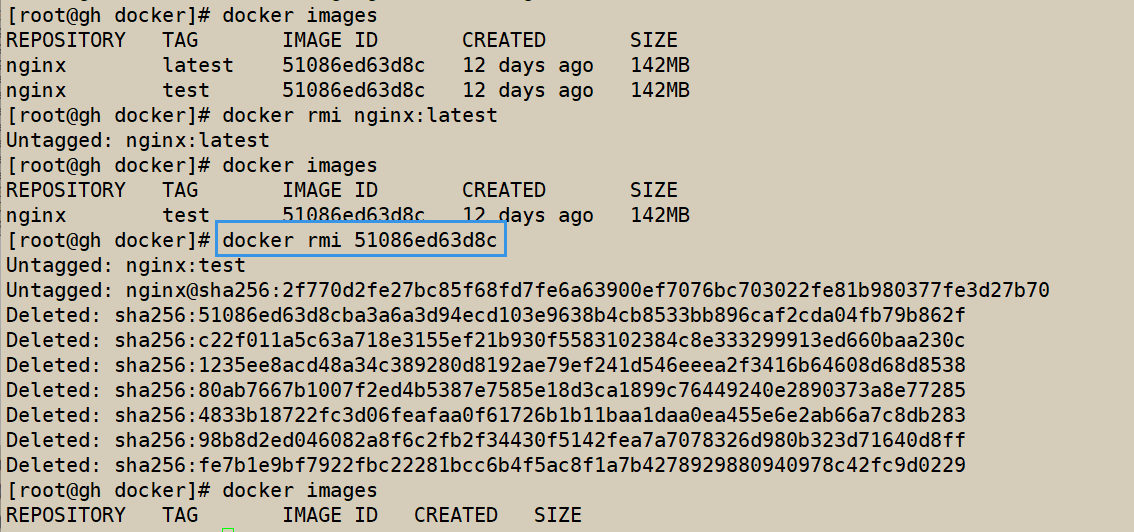 [root@gh docker]# docker images
REPOSITORY   TAG       IMAGE ID       CREATED       SIZE
nginx        latest    51086ed63d8c   12 days ago   142MB
nginx        test      51086ed63d8c   12 days ago   142MB
[root@gh docker]# docker rmi nginx:latest
Untagged: nginx:latest
[root@gh docker]# docker images
REPOSITORY   TAG       IMAGE ID       CREATED       SIZE
nginx        test      51086ed63d8c   12 days ago   142MB
[root@gh docker]# docker rmi 51086ed63d8c
Untagged: nginx:test
Untagged: nginx@sha256:2f770d2fe27bc85f68fd7fe6a63900ef7076bc703022fe81b980377fe3d27b70
Deleted: sha256:51086ed63d8cba3a6a3d94ecd103e9638b4cb8533bb896caf2cda04fb79b862f
Deleted: sha256:c22f011a5c63a718e3155ef21b930f5583102384c8e333299913ed660baa230c
Deleted: sha256:1235ee8acd48a34c389280d8192ae79ef241d546eeea2f3416b64608d68d8538
Deleted: sha256:80ab7667b1007f2ed4b5387e7585e18d3ca1899c76449240e2890373a8e77285
Deleted: sha256:4833b18722fc3d06feafaa0f61726b1b11baa1daa0ea455e6e2ab66a7c8db283
Deleted: sha256:98b8d2ed046082a8f6c2fb2f34430f5142fea7a7078326d980b323d71640d8ff
Deleted: sha256:fe7b1e9bf7922fbc22281bcc6b4f5ac8f1a7b4278929880940978c42fc9d0229
[root@gh docker]# docker images
REPOSITORY   TAG       IMAGE ID   CREATED   SIZE